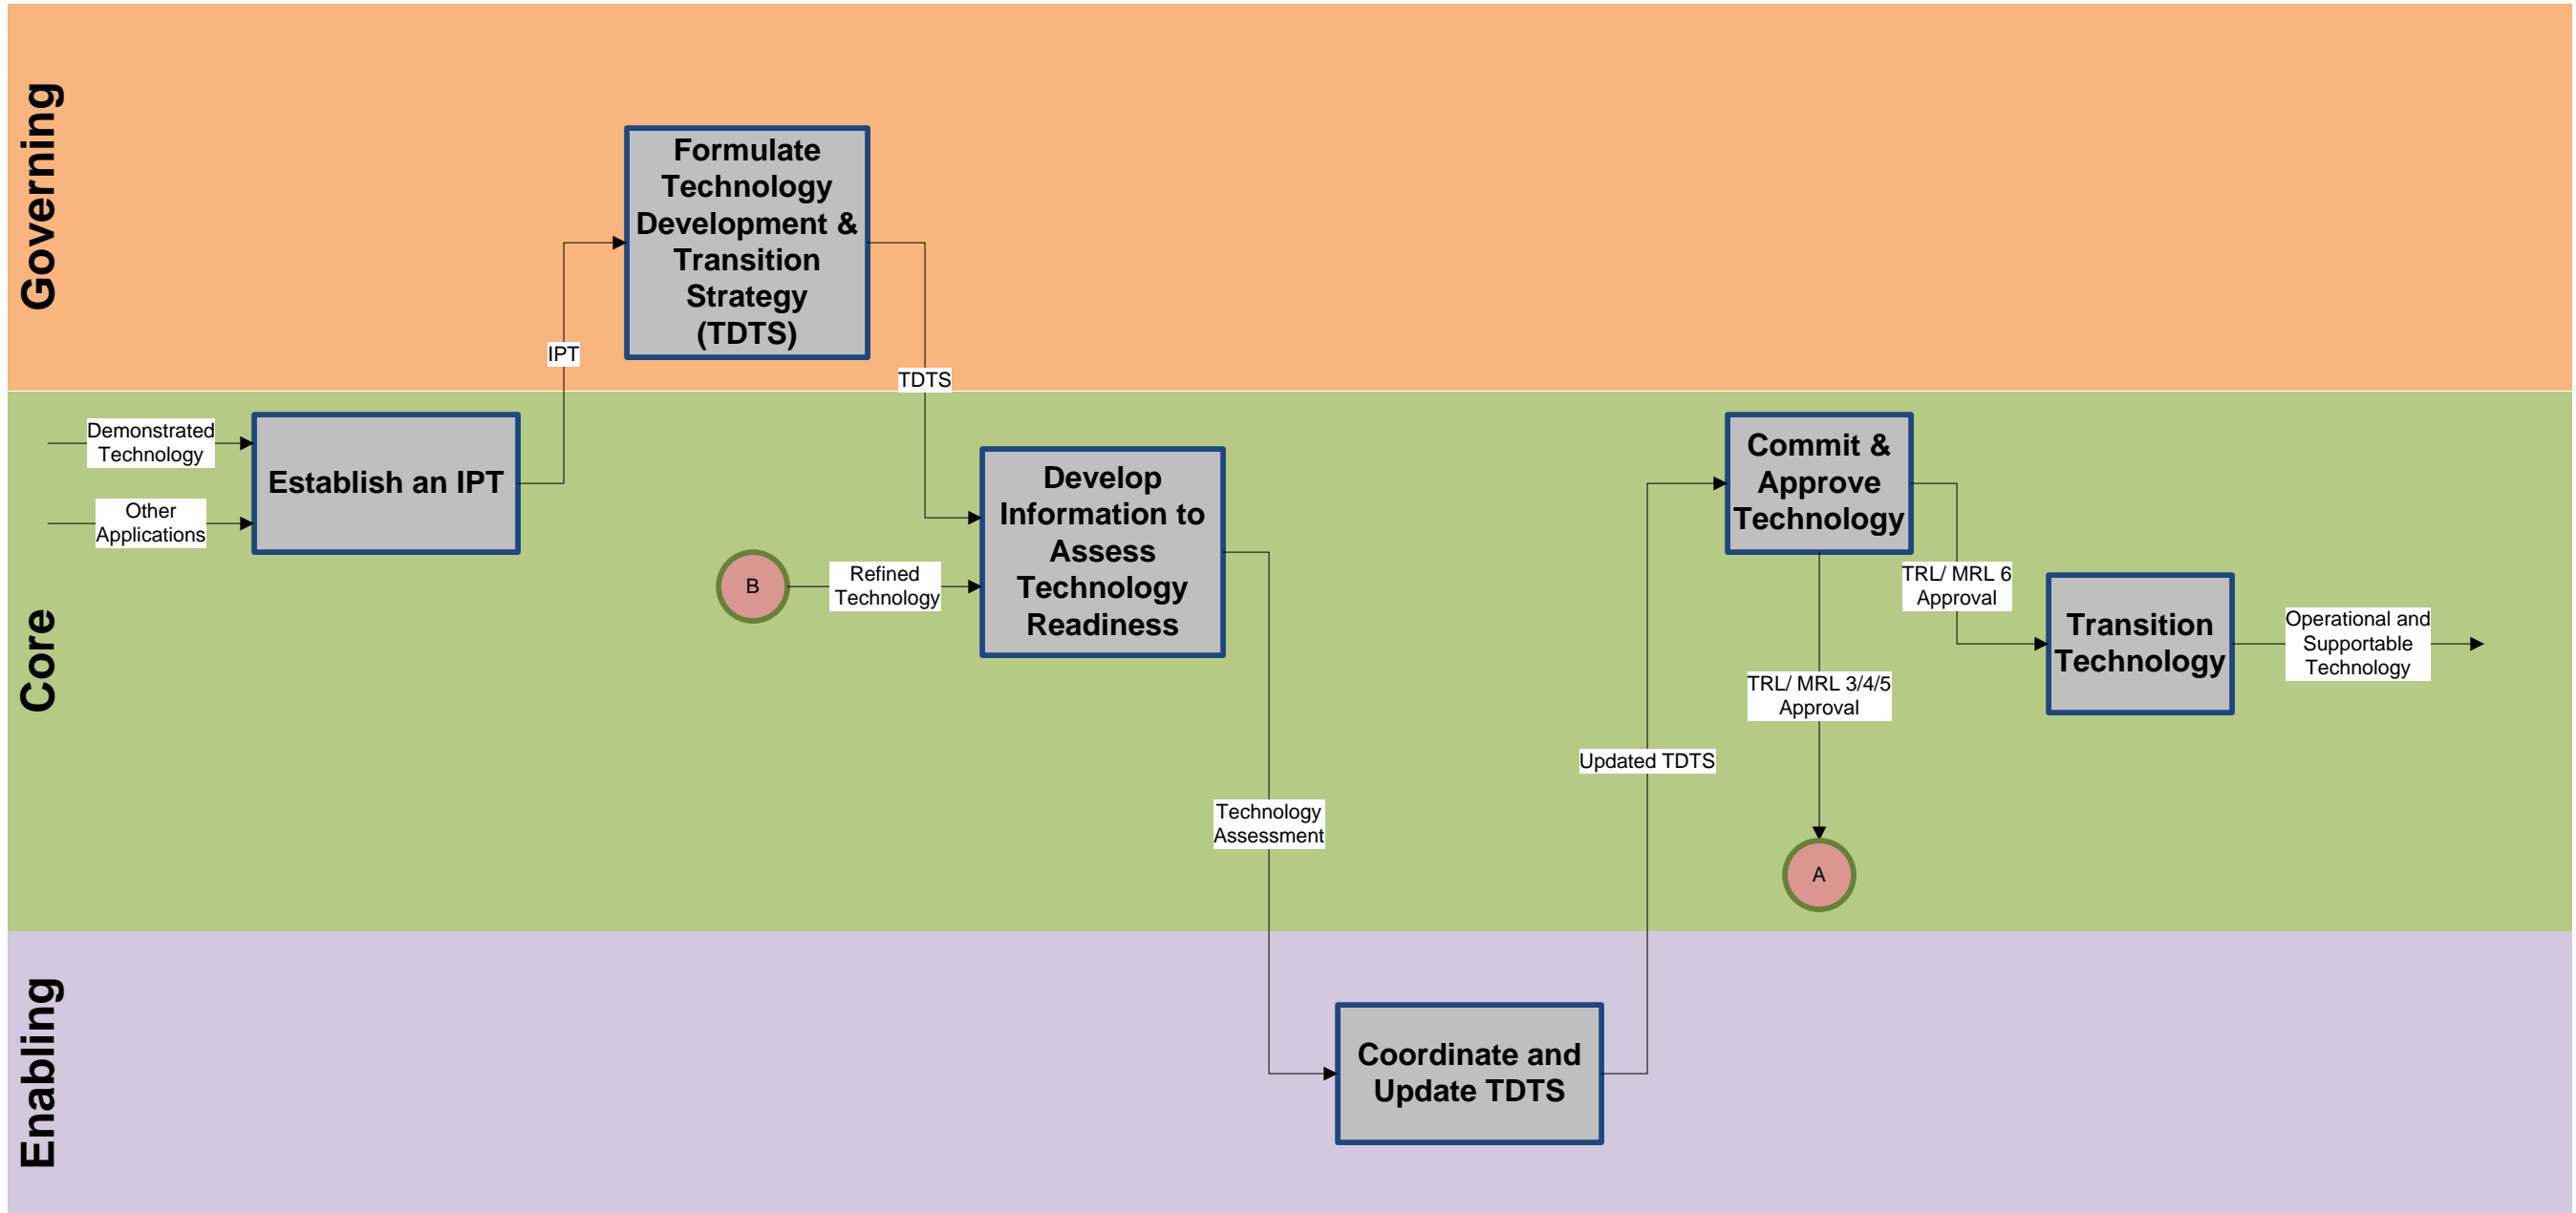 Governing
Formulate
Technology
Development &
Transition
Strategy
(TDTS)
IPT
TDTS
Core
Demonstrated
Technology
Other
Applications
Establish an IPT
B
Refined
Technology
Develop
Information to
Assess
Technology
Readiness
Technology
Assessment
Updated TDTS
Commit &
Approve
Technology
TRL/ MRL 3/4/5
Approval
A
TRL/ MRL 6
Approval
Transition
Technology
Operational and
Supportable
Technology
Enabling
Coordinate and
Update TDTS